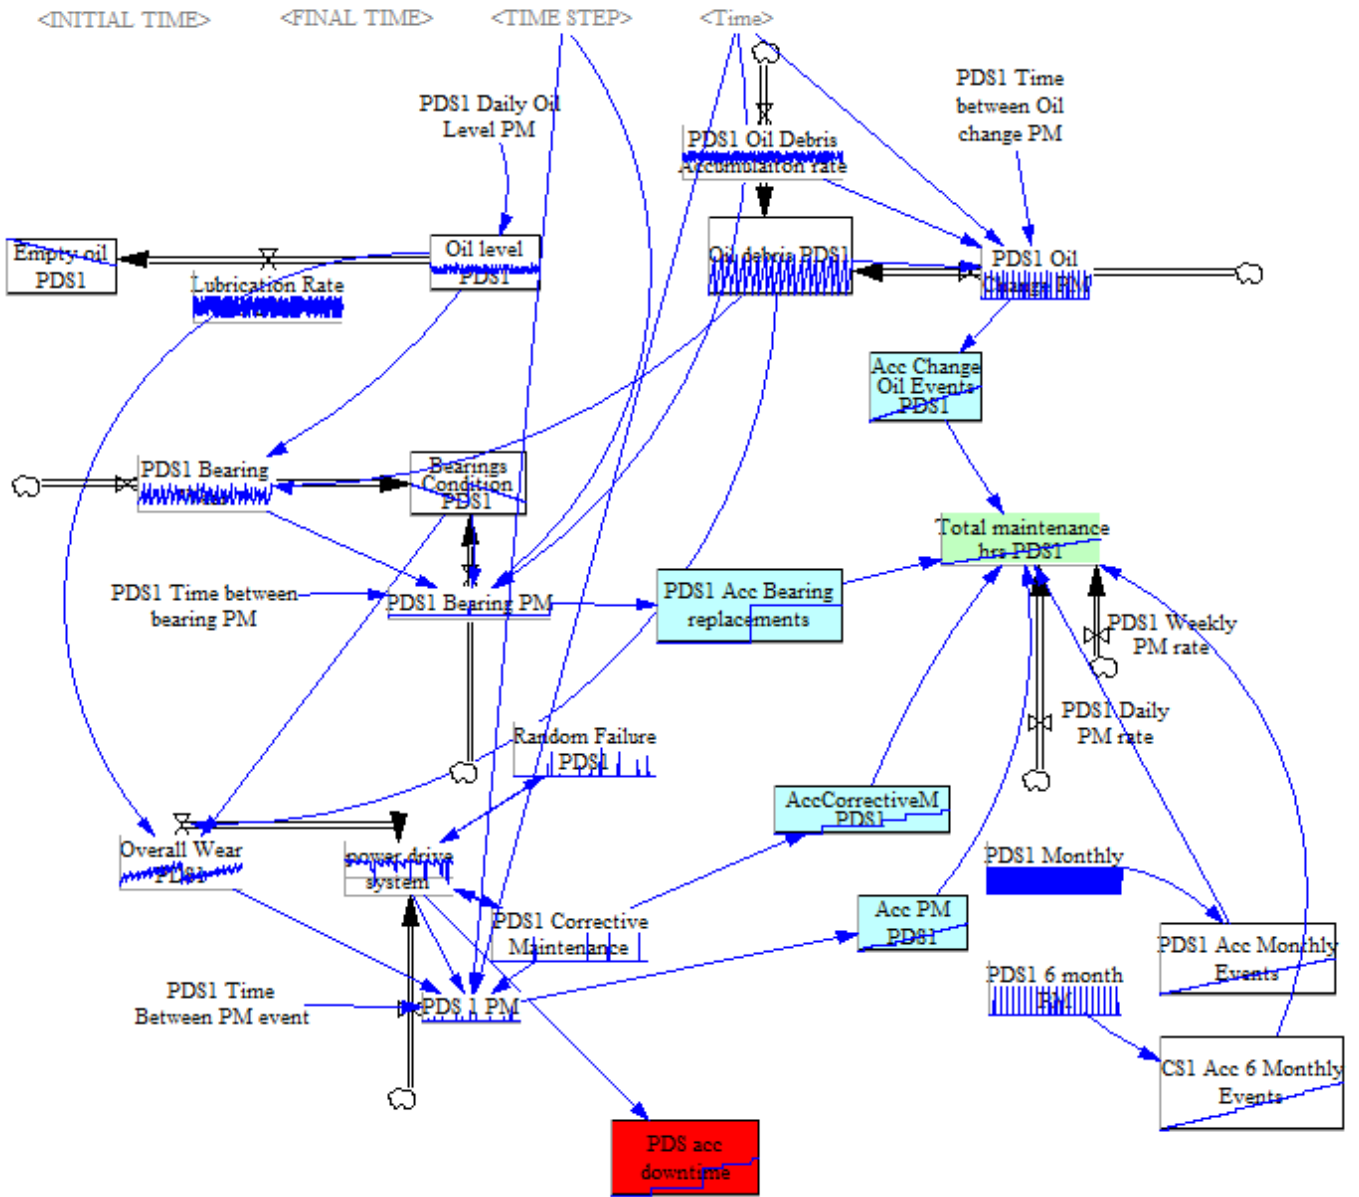 <INITIAL TIME>
<FINAL TIME>
<TIME STEP>
<Time>
PDS1 Daily Oil
Level PM
PDS1 Time
between Oil
change PM
PDS1 Oil Debris
Accumulaiton rate
Empty oil
PDS1
Lubrication Rate
Oil level
PDS1
Oil debris PDS1
PDS1 Oil
Change PM
Acc Change
Oil Events
PDS1
PDS1 Bearing
Bearings
Condition
PDS1
Total maintenance
hrs PDS1
PDS1 Time between
bearing PM
PDS1 Bearing PM
PDS1 Acc Bearing
replacements
PDS1 Weekly
PM rate
PDS1 Daily
PM rate
Random Failure
PDS1
AccCorrectiveM
PDS1
Overall Wear
PDS1
power drive
system
PDS1 Monthly
Acc PM
PDS1
PDS1 Corrective
Maintenance
PDS1 Acc Monthly
Events
PDS1 6 month
PM
PDS1 Time
Between PM event
PDS 1 PM
CS1 Acc 6 Monthly
Events
PDS acc
downtime